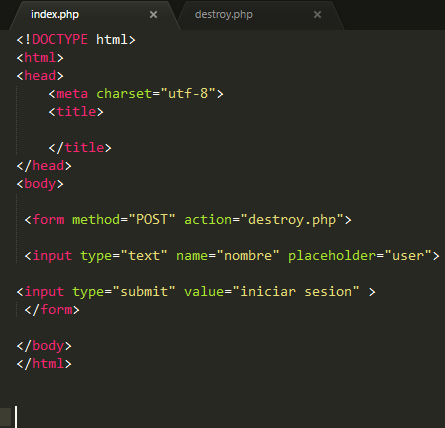 index.php × destroy.php ×
<!DOCTYPE html>
<html>
<head>
<meta charset="utf-8">
<title>
</title>
</head>
<body>
<form method="POST" action="destroy.php">
<input type="text" name="nombre" placeholder="user">
<input type="submit" value="iniciar sesion" >
</form>
</body>
</html>